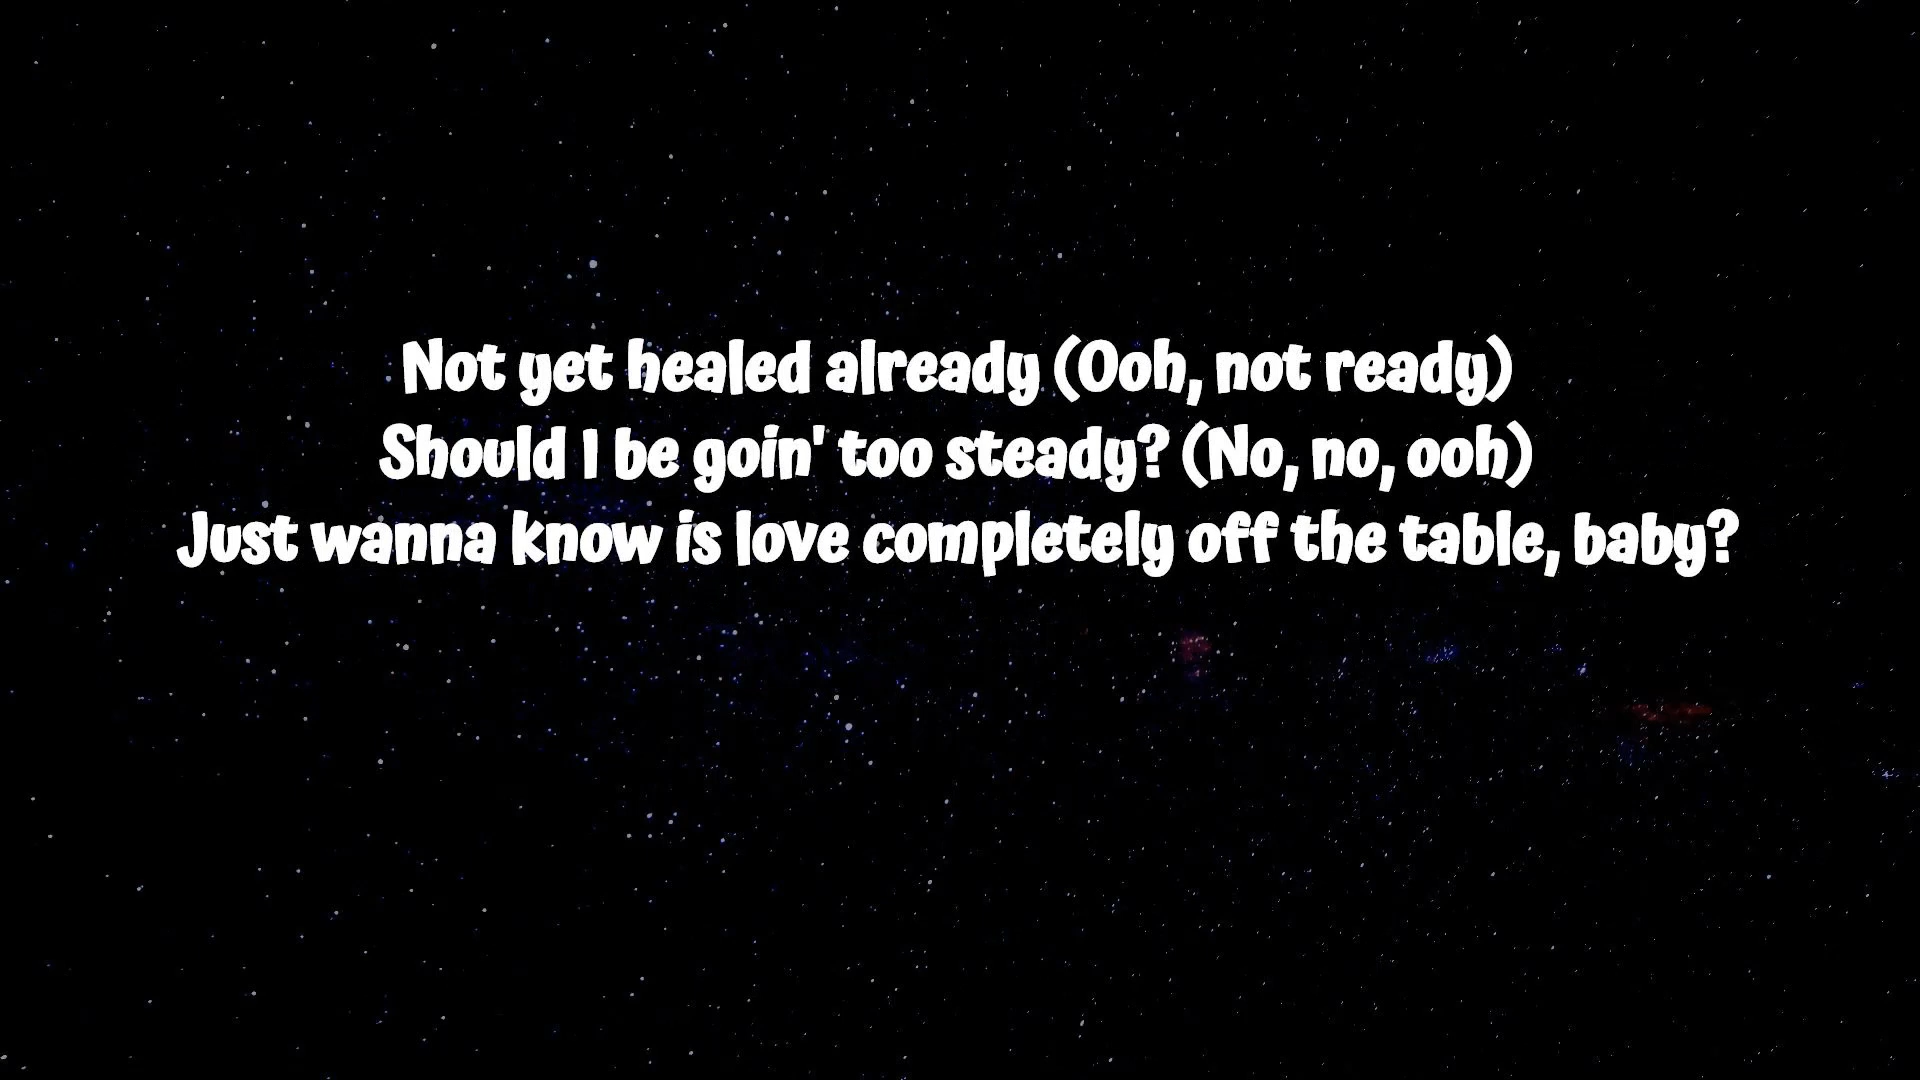 Not yet healed already (Ooh, not ready)
Should I be goin' too steady? (No, no, ooh)
Just wanna know is love completely off the table, baby?